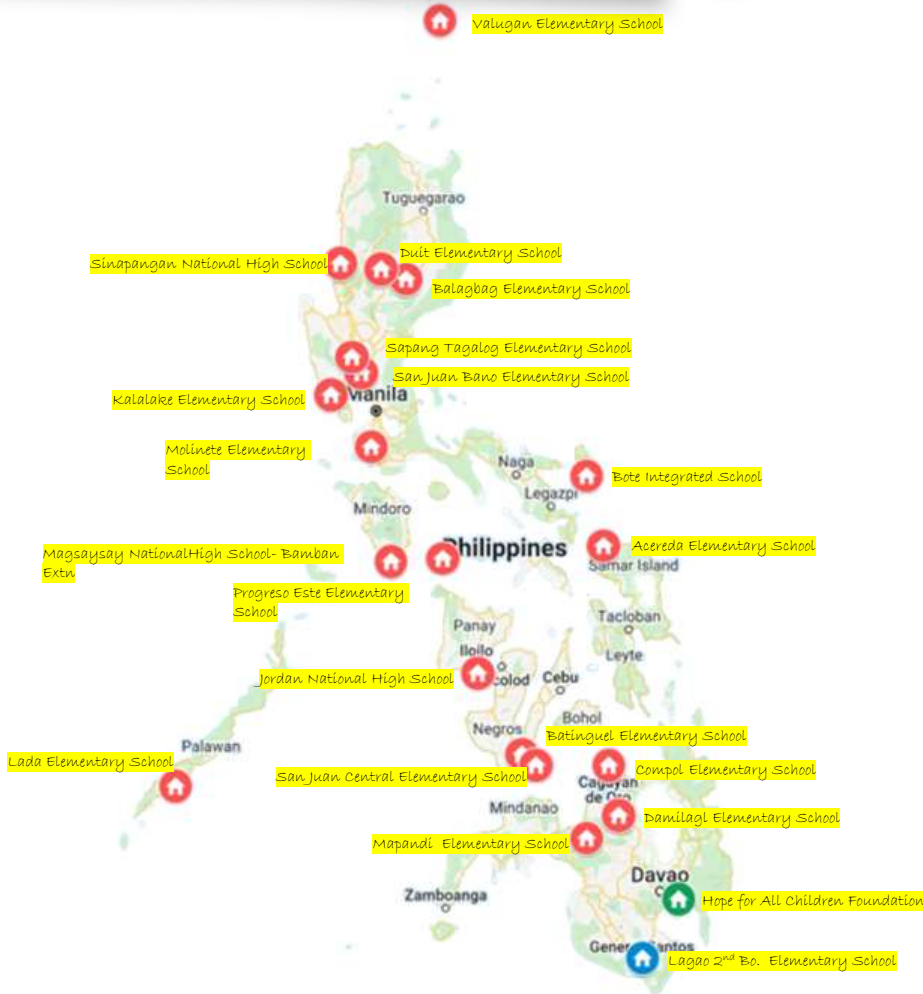 Valugan Elementary School
Tuguegarao
Duit Elementary School
Sinapangan National High School
Balagbag Elementary School
Sapang Tagalog Elementary School
San Juan Bano Elementary School
Manila
Kalalake Elementary School
Molinete Elementary
School
Naga
Bote Integrated School
Legazpi
Mindoro
Philippines
Acereda Elementary School
Magsaysay NationalHigh School- Bamban
Extn
Samar Island
Progreso Este Elementary
School
Tacloban
Panay
Iloilo
Leyte
Jordan National High School
colod
Cebu
Bohol
Negros
Batinguel Elementary School
Palawan
Lada Elementary School
San Juan Central Elementary School
Compol Elementary School
Cagayan
de Oro
Mindanao
Damilagl Elementary School
Mapandi Elementary School
Davao
Zamboanga
Hope for All Children Foundation
General Santos
Lagao 2nd Bo. Elementary School